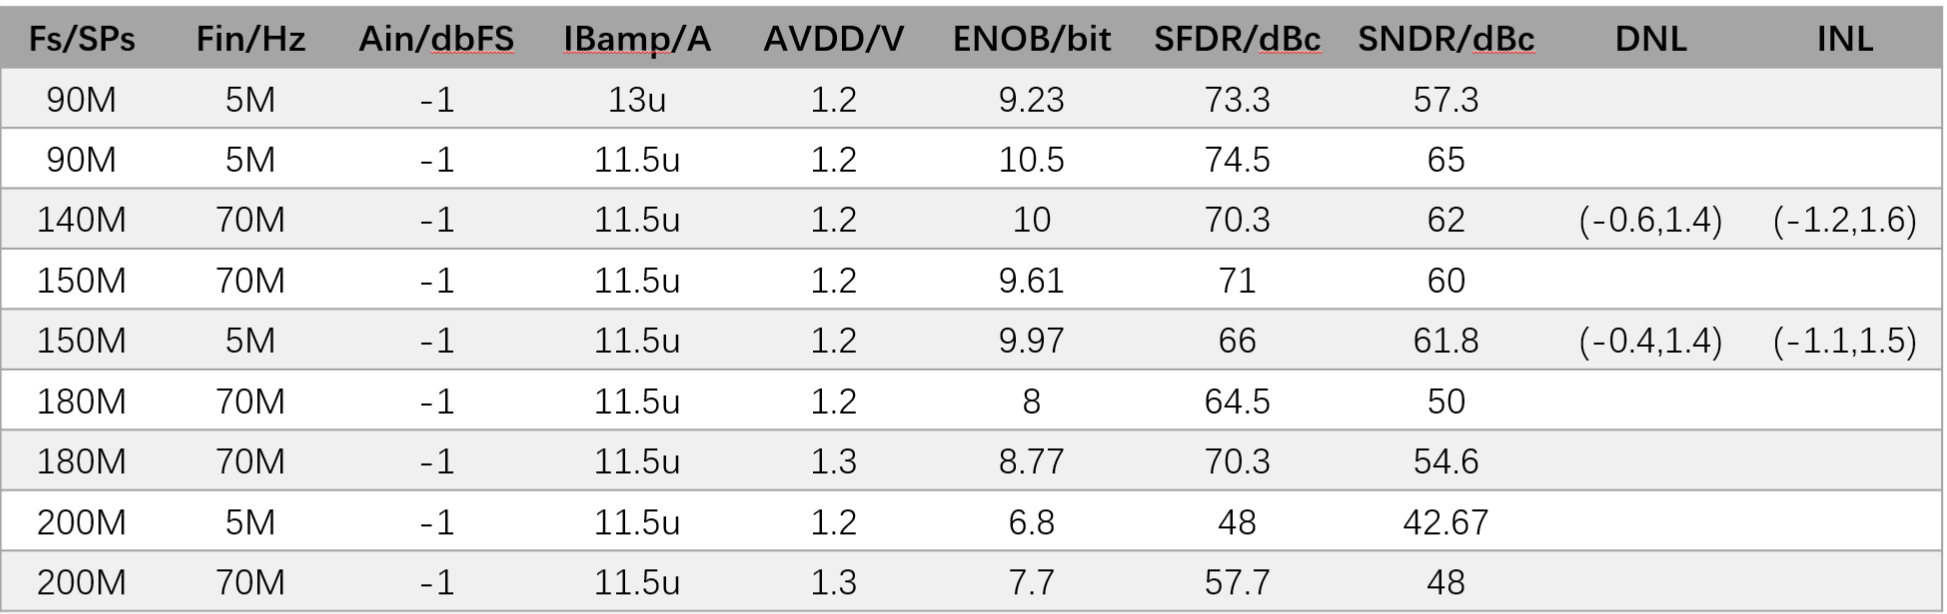 Fs/SPs Fin/Hz Ain/dbFS IBamp/A AVDD/V ENOB/bit SFDR/dBc SNDR/dBc DNL INL
90M 5M -1 13u 1.2 9.23 73.3 57.3
90M 5M -1 11.5u 1.2 10.5 74.5 65
140M 70M -1 11.5u 1.2 10 70.3 62 (-0.6,1.4) (-1.2,1.6)
150M 70M -1 11.5u 1.2 9.61 71 60
150M 5M -1 11.5u 1.2 9.97 66 61.8 (-0.4,1.4) (-1.1,1.5)
180M 70M -1 11.5u 1.2 8 64.5 50
180M 70M -1 11.5u 1.3 8.77 70.3 54.6
200M 5M -1 11.5u 1.2 6.8 48 42.67
200M 70M -1 11.5u 1.3 7.7 57.7 48